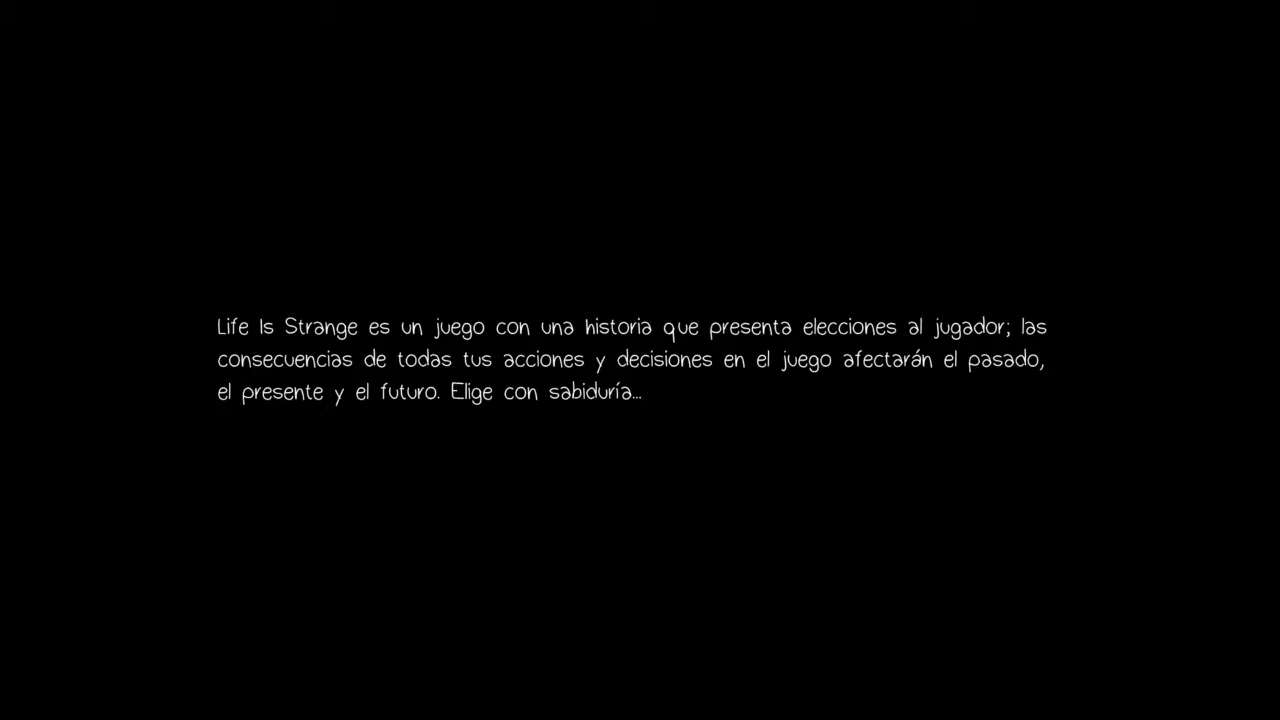 Life Is Strange es un juego con una historia que presenta elecciones al jugador; las
consecuencias de todas tus acciones y decisiones en el juego afectarán el pasado,
el presente y el futuro. Elige con sabiduría...